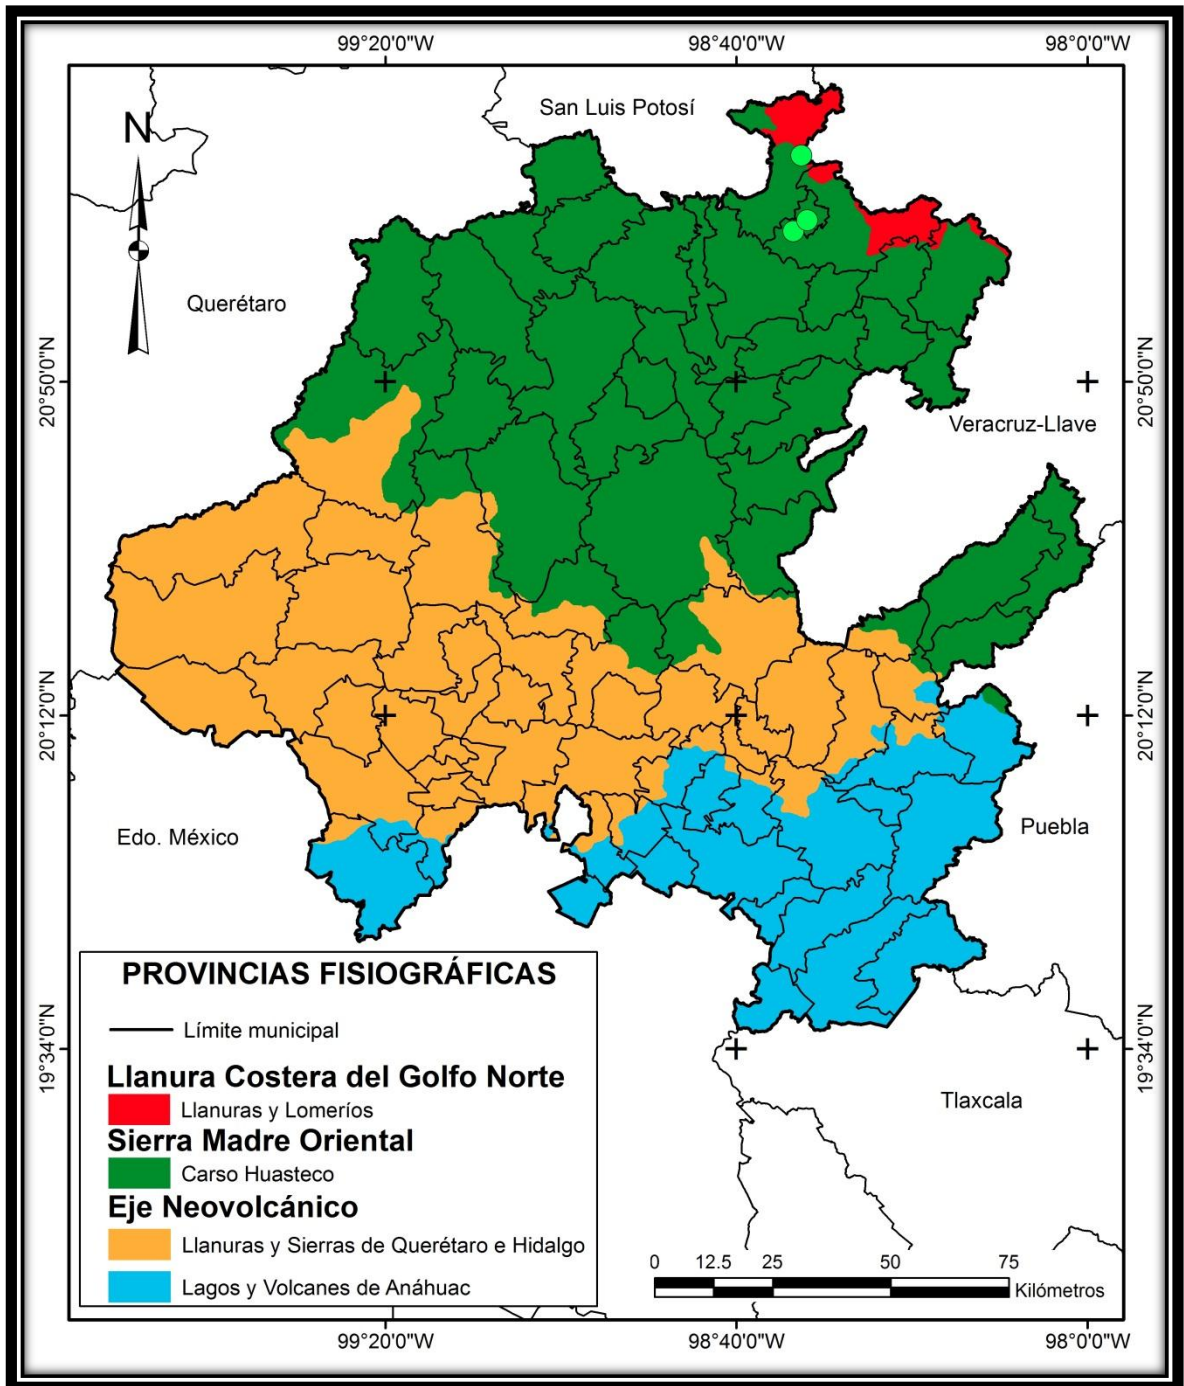 99°20'0"W 98°40'0"W 98°0'0"W
San Luis Potosí
N
Querétaro
20°50'0"N 20°50'0"N
Veracruz-Llave
20°12'0"N 20°12'0"N
Edo. México
Puebla
PROVINCIAS FISIOGRÁFICAS
Límite municipal
19°34'0"N 19°34'0"N
Llanura Costera del Golfo Norte
Llanuras y Lomeríos
Tlaxcala
Sierra Madre Oriental
Carso Huasteco
Eje Neovolcánico
Llanuras y Sierras de Querétaro e Hidalgo
Lagos y Volcanes de Anáhuac
0 12.5 25 50 75
Kilómetros
99°20'0"W 98°40'0"W 98°0'0"W